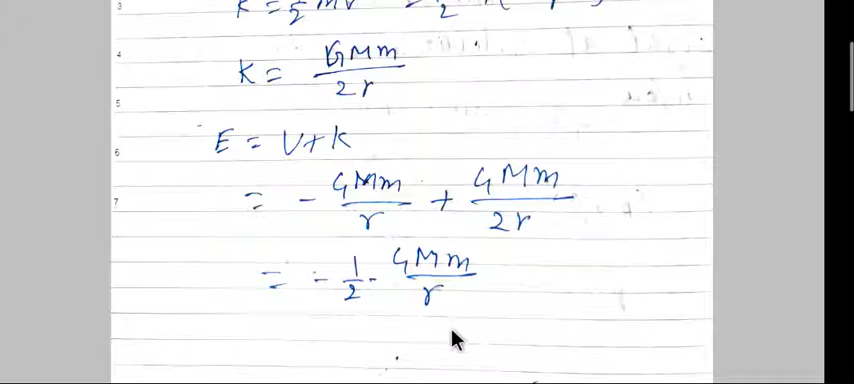 3
4
K = GMm / 2r
5
E = U + K
6
= - GMm / r + GMm / 2r
7
= - 1/2 · GMm / r